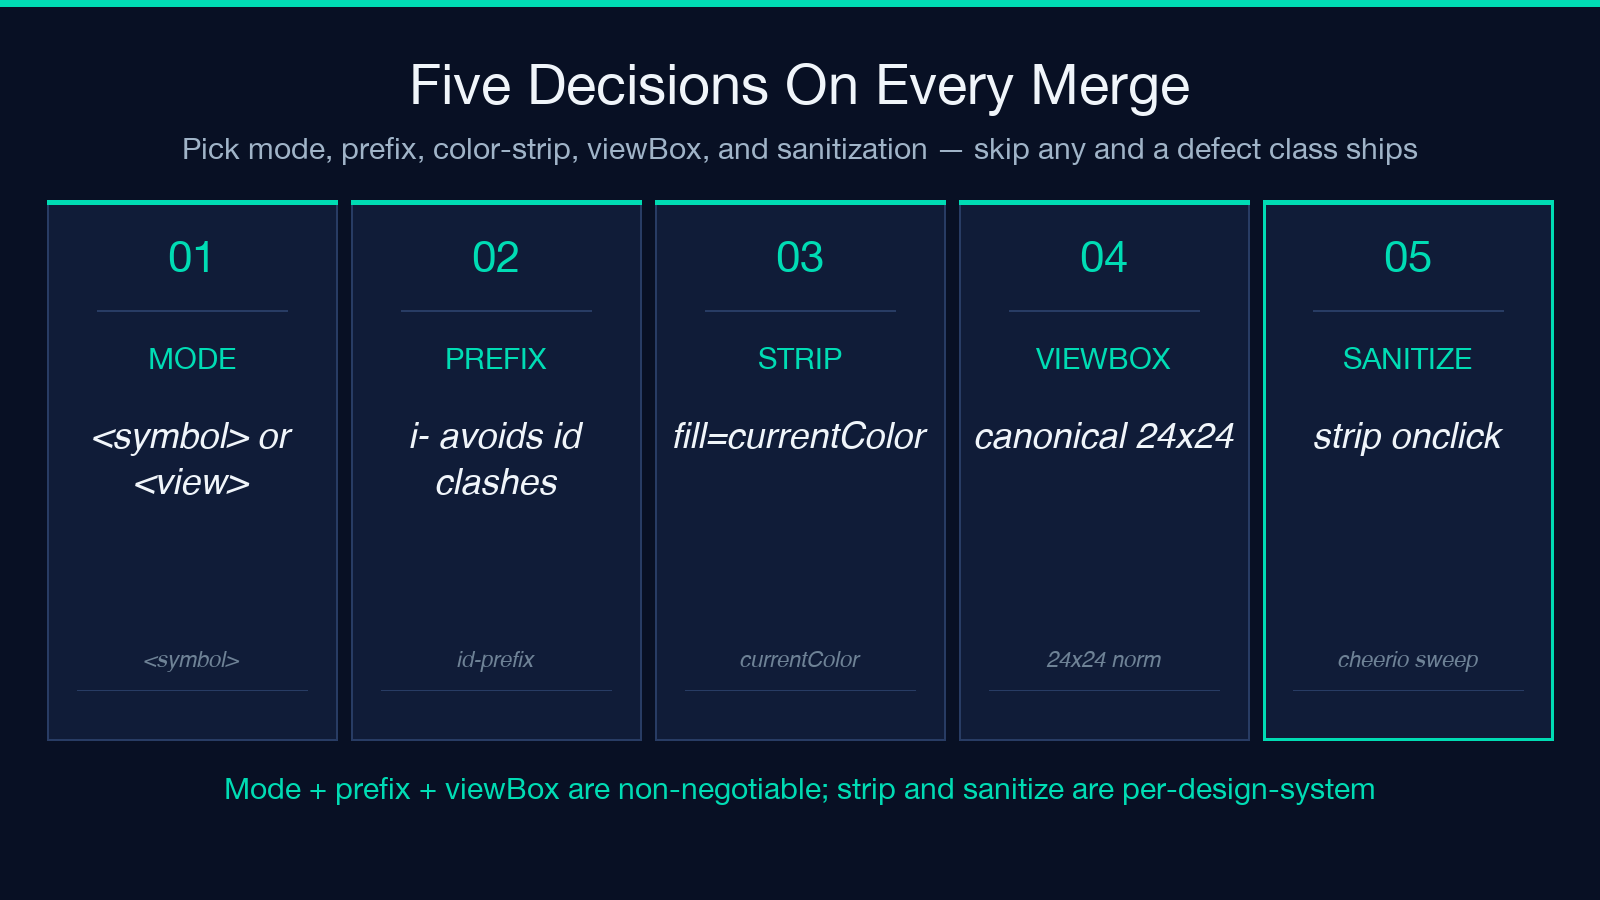 Five Decisions On Every Merge
Pick mode, prefix, color-strip, viewBox, and sanitization — skip any and a defect class ships
01
MODE
<symbol> or
<view>
<symbol>
02
PREFIX
i- avoids id
clashes
id-prefix
03
STRIP
fill=currentColor
currentColor
04
VIEWBOX
canonical 24x24
24x24 norm
05
SANITIZE
strip onclick
cheerio sweep
Mode + prefix + viewBox are non-negotiable; strip and sanitize are per-design-system